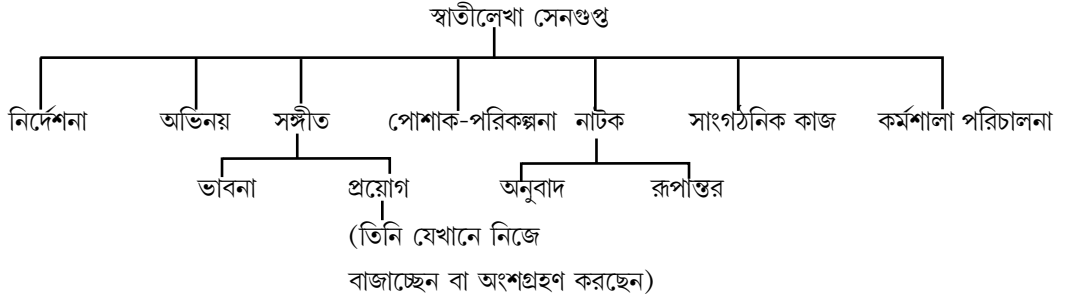 স্বাতীলেখা সেনগুপ্ত
নির্দেশনা অভিনয় সঙ্গীত পোশাক-পরিকল্পনা নাটক সাংগঠনিক কাজ কর্মশালা পরিচালনা
ভাবনা প্রয়োগ অনুবাদ রূপান্তর
(তিনি যেখানে নিজে
বাজাচ্ছেন বা অংশগ্রহণ করছেন)